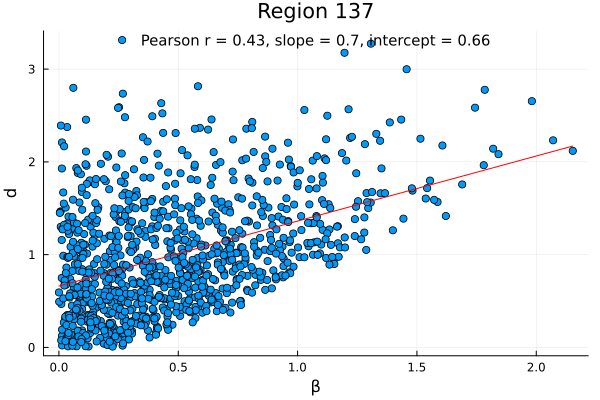 Region 137
Pearson r = 0.43, slope = 0.7, intercept = 0.66
3
2
1
0
d
0.0 0.5 1.0 1.5 2.0
β